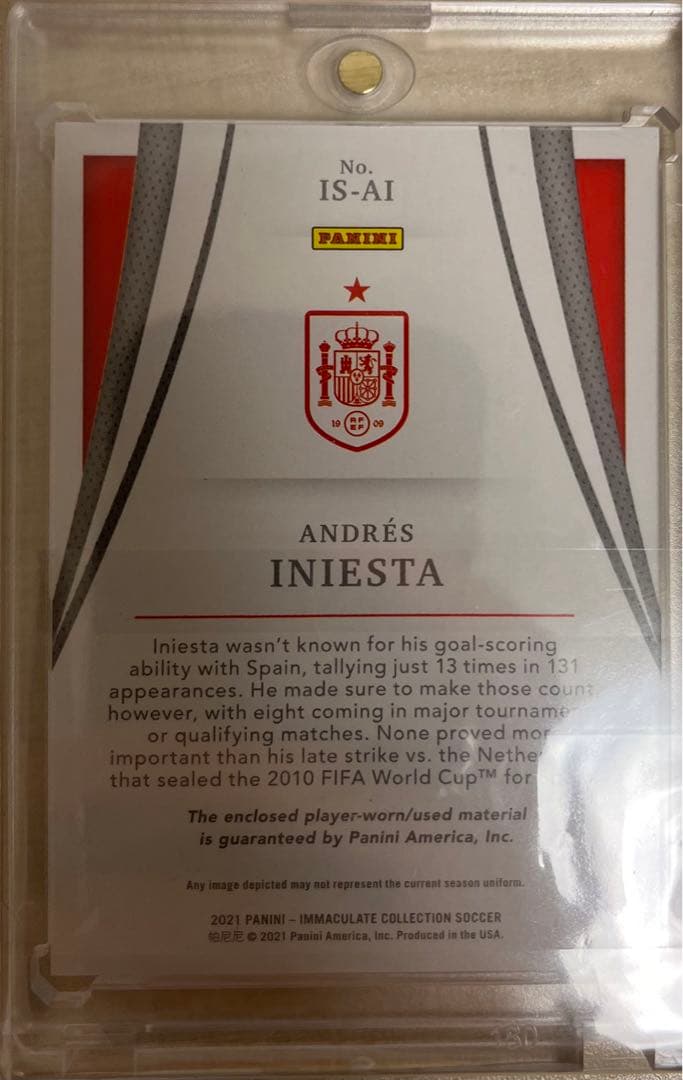 No.
IS-AI
PANINI
19 RF EF 09
ANDRÉS
INIESTA
Iniesta wasn't known for his goal-scoring
ability with Spain, tallying just 13 times in 131
appearances. He made sure to make those count
however, with eight coming in major
or qualifying matches. None proved
important than his late strike vs. the
that sealed the 2010 FIFA World Cup™ for
The enclosed player-worn/used material
is guaranteed by Panini America, Inc.
Any image depicted may not represent the current season uniform.
2021 PANINI – IMMACULATE COLLECTION SOCCER
帕尼尼 © 2021 Panini America, Inc. Produced in the USA.